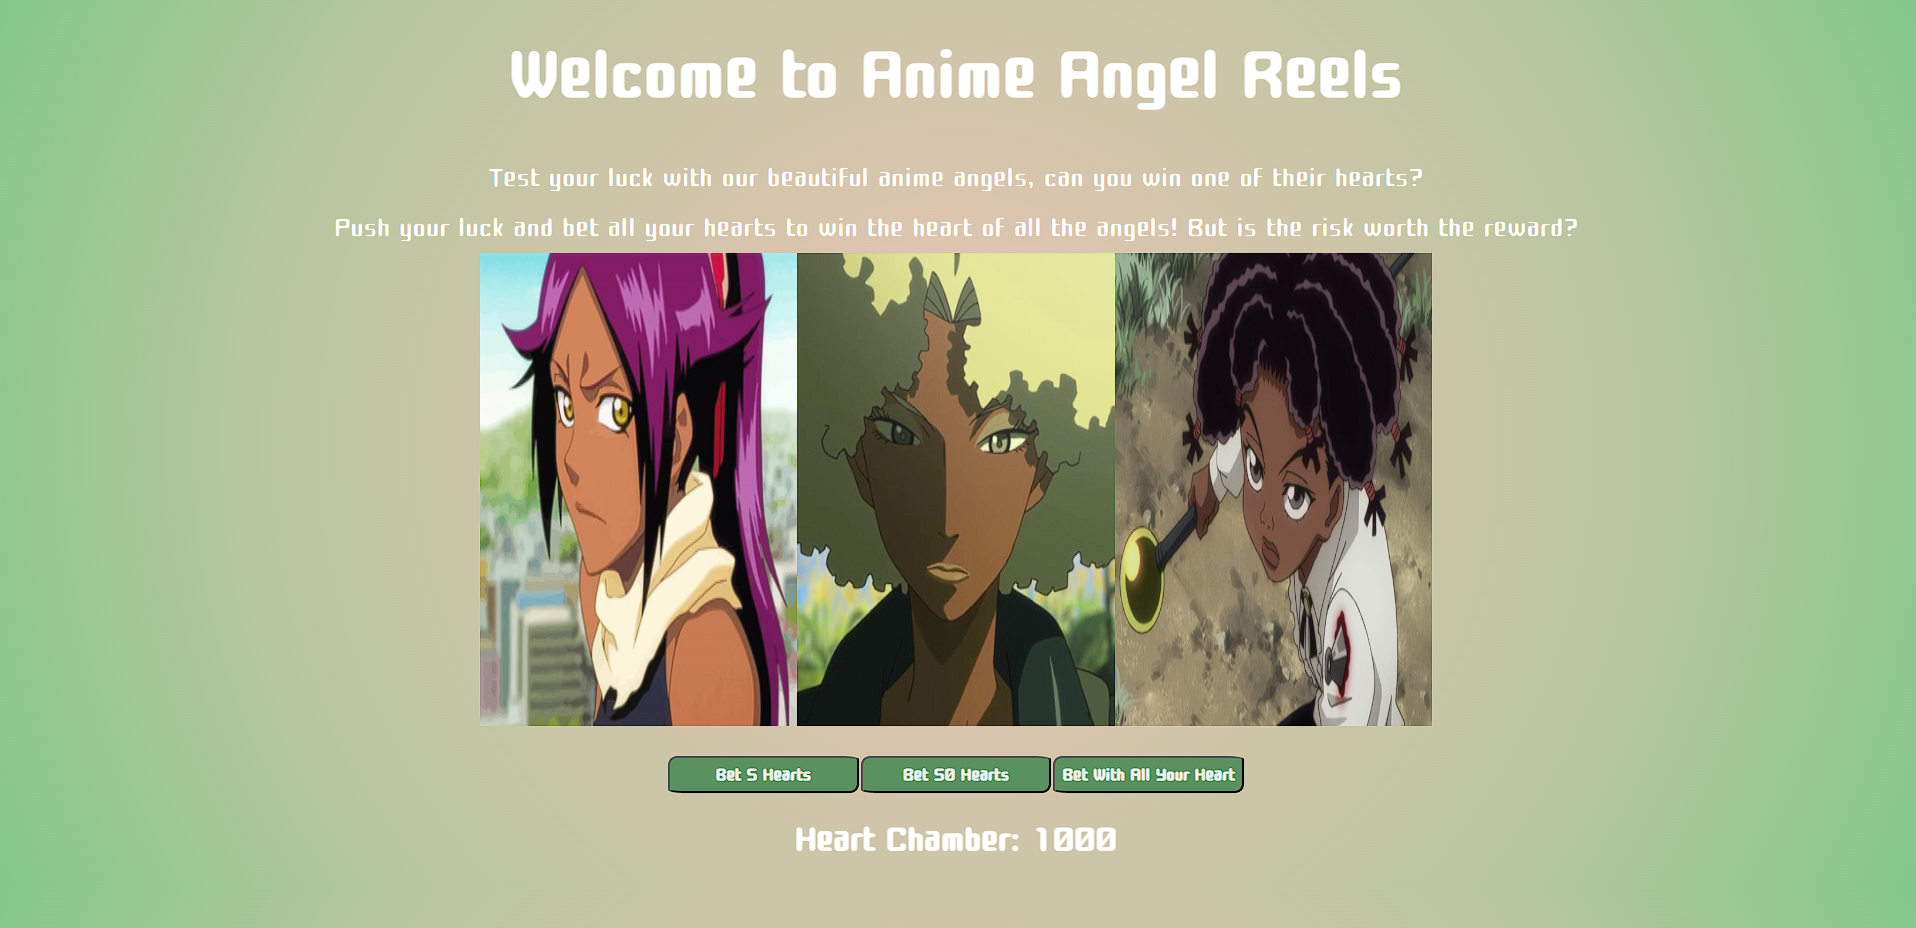 Welcome to Anime Angel Reels
Test your luck with our beautiful anime angels, can you win one of their hearts?
Push your luck and bet all your hearts to win the heart of all the angels! But is the risk worth the reward?
Bet 5 Hearts
Bet 50 Hearts
Bet With All Your Heart
Heart Chamber: 1000